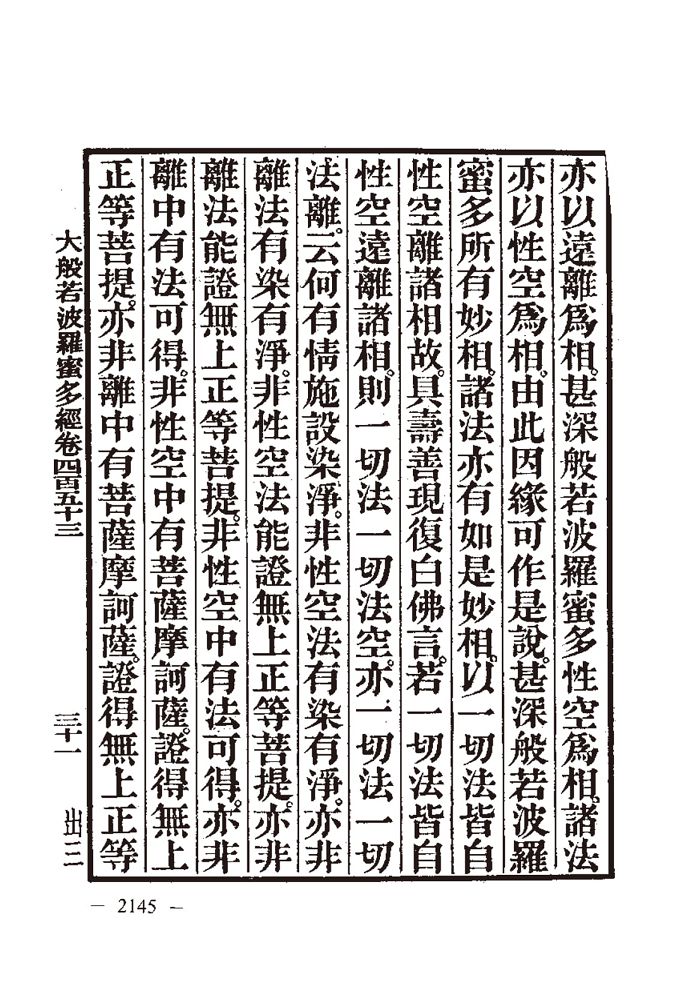 亦以遠離爲相。甚深般若波羅蜜多性空爲相。諸法
亦以性空爲相。由此因緣可作是說。甚深般若波羅
蜜多所有妙相。諸法亦有如是妙相。以一切法皆自
性空離諸相故。具壽善現復白佛言。若一切法皆自
性空遠離諸相。則一切法一切法空。亦一切法一切
法離。云何有情施設染淨。非性空法有染有淨。亦非
離法有染有淨。非性空法能證無上正等菩提。亦非
離法能證無上正等菩提。非性空中有法可得。亦非
離中有法可得。非性空中有菩薩摩訶薩。證得無上
正等菩提。亦非離中有菩薩摩訶薩。證得無上正等
大般若波羅蜜多經卷四百五十三 三十一 出三
— 2145 —